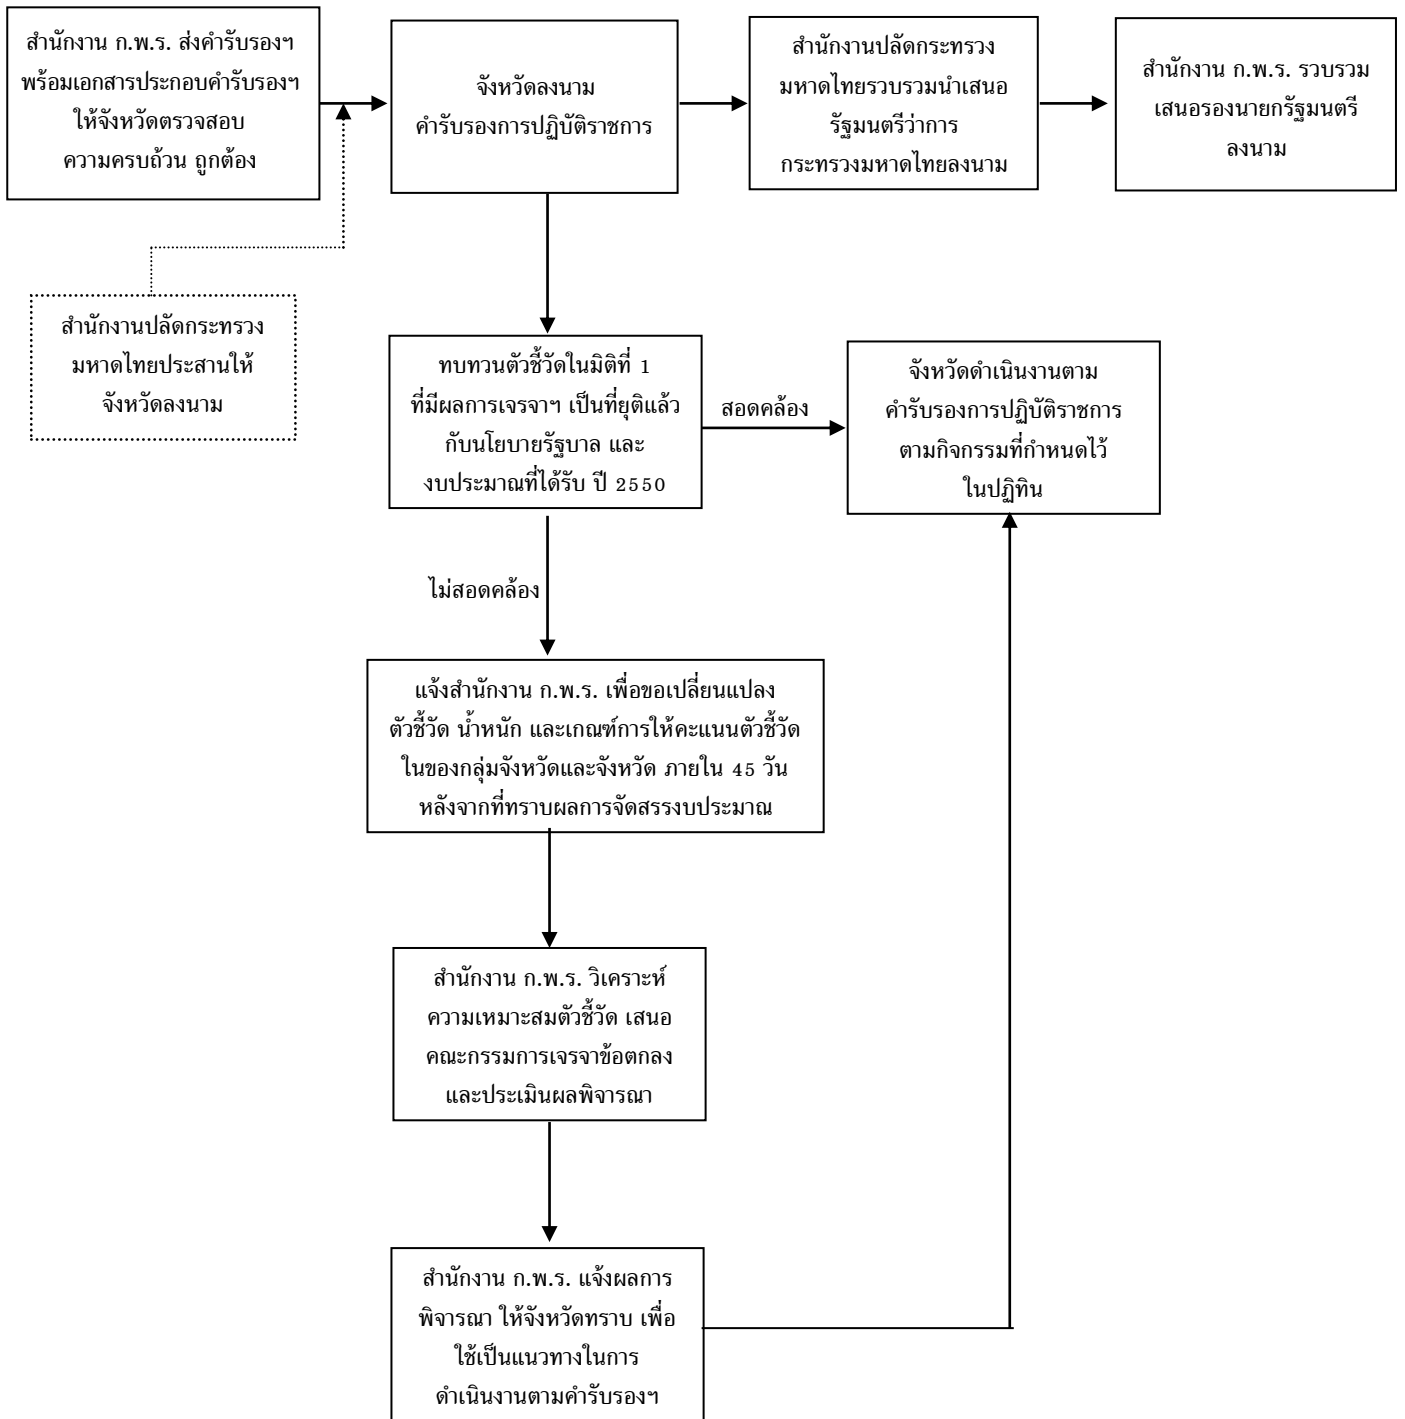 สำนักงาน ก.พ.ร. ส่งคำรับรองฯ
พร้อมเอกสารประกอบคำรับรองฯ
ให้จังหวัดตรวจสอบ
ความครบถ้วน ถูกต้อง
จังหวัดลงนาม
คำรับรองการปฏิบัติราชการ
สำนักงานปลัดกระทรวง
มหาดไทยรวบรวมนำเสนอ
รัฐมนตรีว่าการ
กระทรวงมหาดไทยลงนาม
สำนักงาน ก.พ.ร. รวบรวม
เสนอรองนายกรัฐมนตรี
ลงนาม
สำนักงานปลัดกระทรวง
มหาดไทยประสานให้
จังหวัดลงนาม
ทบทวนตัวชี้วัดในมิติที่ 1
ที่มีผลการเจรจาฯ เป็นที่ยุติแล้ว
กับนโยบายรัฐบาล และ
งบประมาณที่ได้รับ ปี 2550
สอดคล้อง
จังหวัดดำเนินงานตาม
คำรับรองการปฏิบัติราชการ
ตามกิจกรรมที่กำหนดไว้
ในปฏิทิน
ไม่สอดคล้อง
แจ้งสำนักงาน ก.พ.ร. เพื่อขอเปลี่ยนแปลง
ตัวชี้วัด น้ำหนัก และเกณฑ์การให้คะแนนตัวชี้วัด
ในของกลุ่มจังหวัดและจังหวัด ภายใน 45 วัน
หลังจากที่ทราบผลการจัดสรรงบประมาณ
สำนักงาน ก.พ.ร. วิเคราะห์
ความเหมาะสมตัวชี้วัด เสนอ
คณะกรรมการเจรจาข้อตกลง
และประเมินผลพิจารณา
สำนักงาน ก.พ.ร. แจ้งผลการ
พิจารณา ให้จังหวัดทราบ เพื่อ
ใช้เป็นแนวทางในการ
ดำเนินงานตามคำรับรองฯ